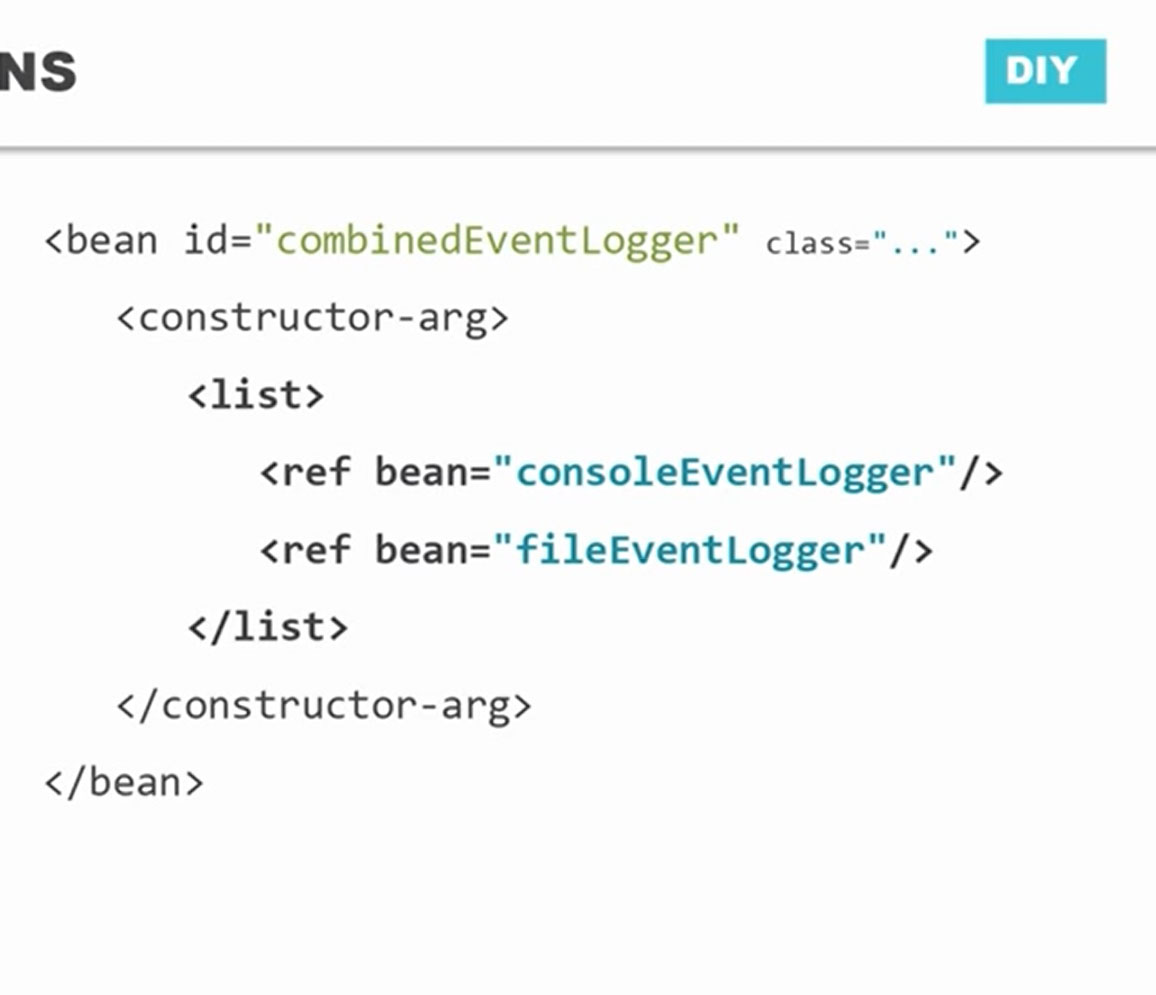 NS
DIY
<bean id="combinedEventLogger" class="...">
<constructor-arg>
<list>
<ref bean="consoleEventLogger"/>
<ref bean="fileEventLogger"/>
</list>
</constructor-arg>
</bean>